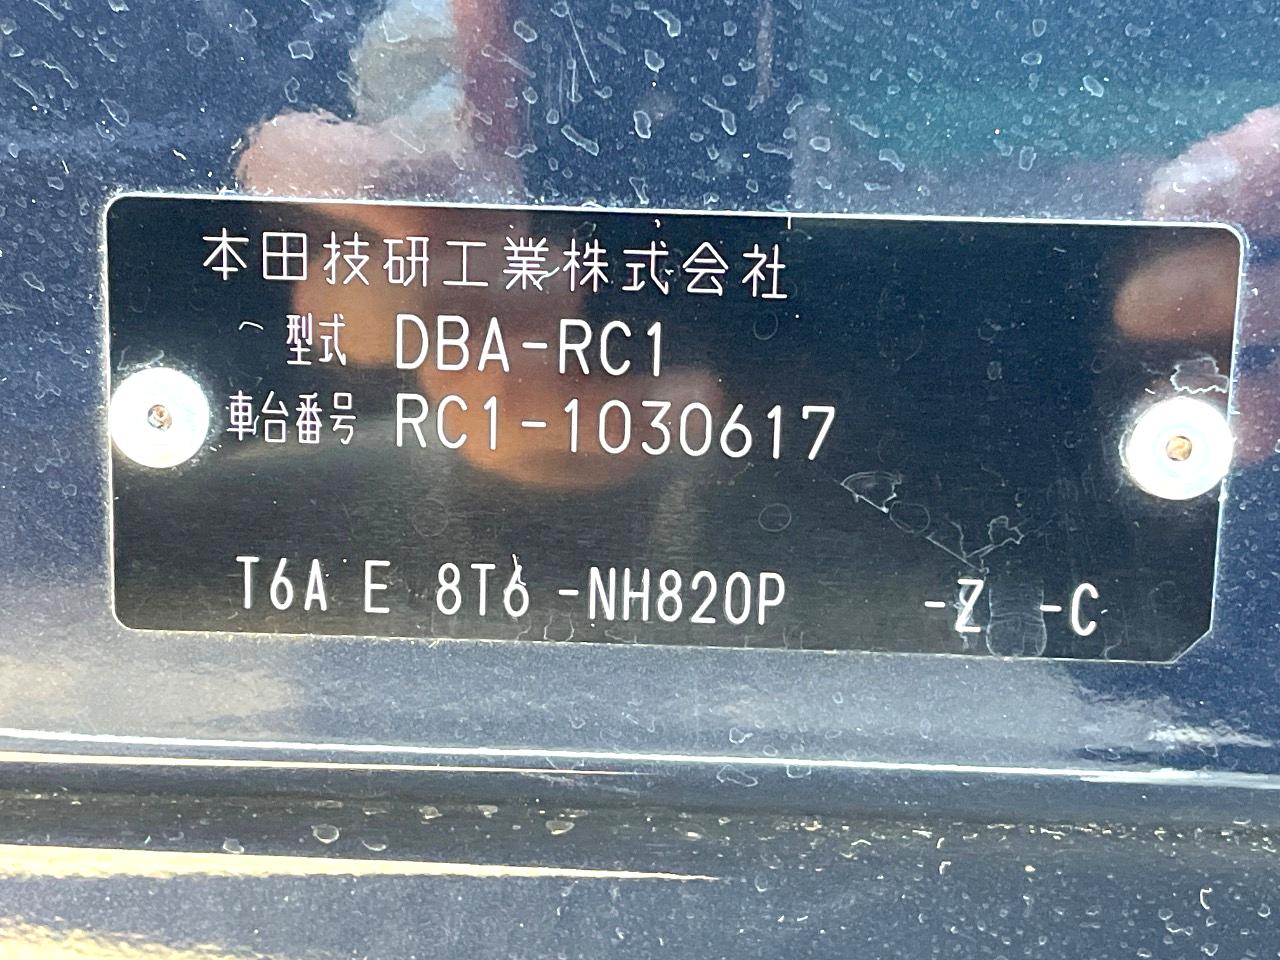 本田技研工業株式会社
型式 DBA-RC1
車台番号 RC1-1030617
T6A E 8T6 -NH820P -Z -C